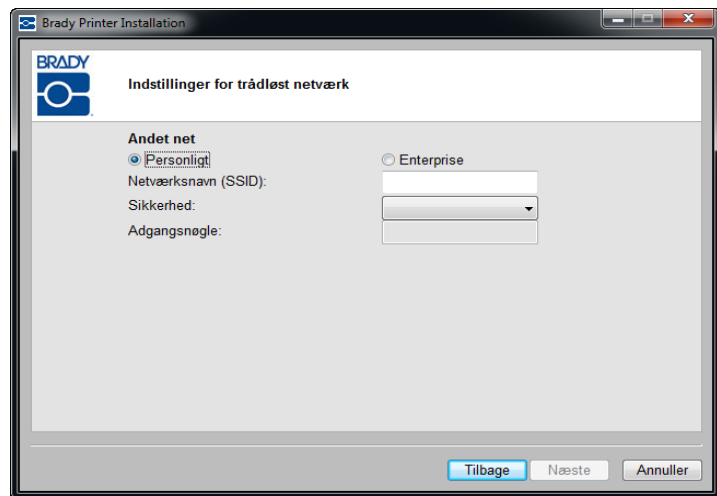 Brady Printer Installation
BRADY
Indstillinger for trådløst netværk
Andet net
Personligt Enterprise
Netværksnavn (SSID):
Sikkerhed:
Adgangsnøgle:
Tilbage Næste Annuller